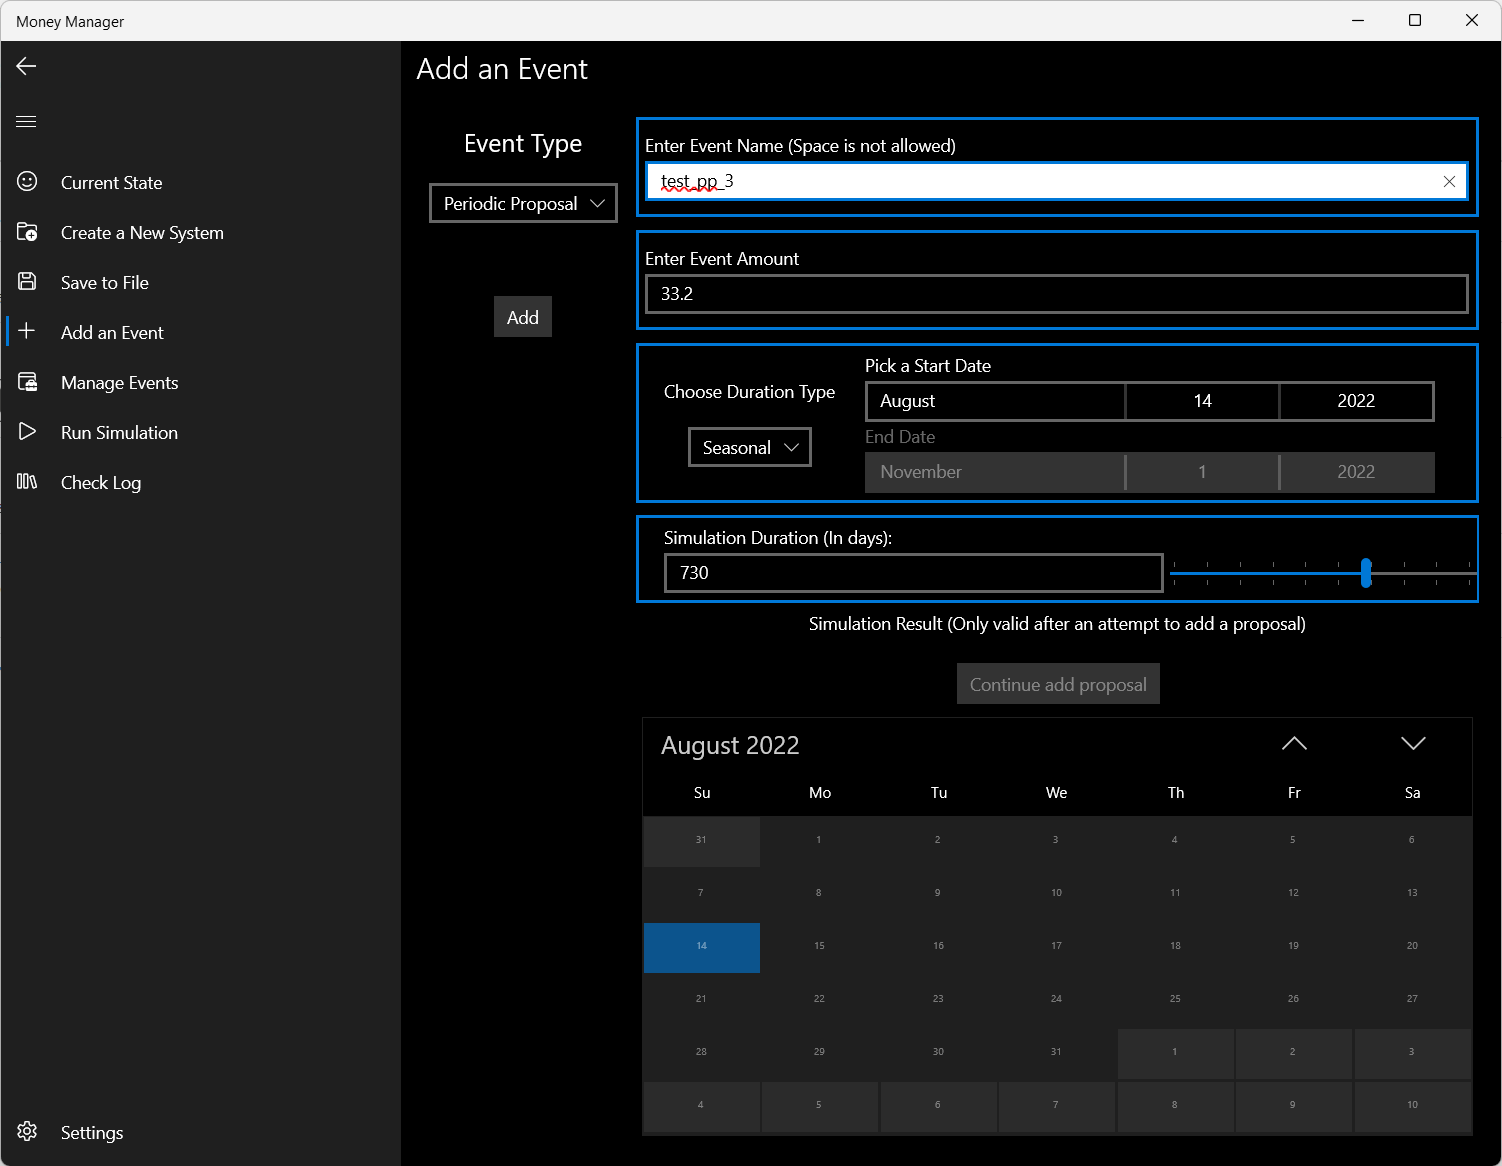 Money Manager
Add an Event
Current State
Create a New System
Save to File
Add an Event
Manage Events
Run Simulation
Check Log
Settings
Event Type
Periodic Proposal
Add
Enter Event Name (Space is not allowed)
test_pp_3
Enter Event Amount
33.2
Choose Duration Type
Seasonal
Pick a Start Date
August 14 2022
End Date
November 1 2022
Simulation Duration (In days):
730
Simulation Result (Only valid after an attempt to add a proposal)
Continue add proposal
August 2022
Su Mo Tu We Th Fr Sa
31 1 2 3 4 5 6
7 8 9 10 11 12 13
14 15 16 17 18 19 20
21 22 23 24 25 26 27
28 29 30 31 1 2 3
4 5 6 7 8 9 10